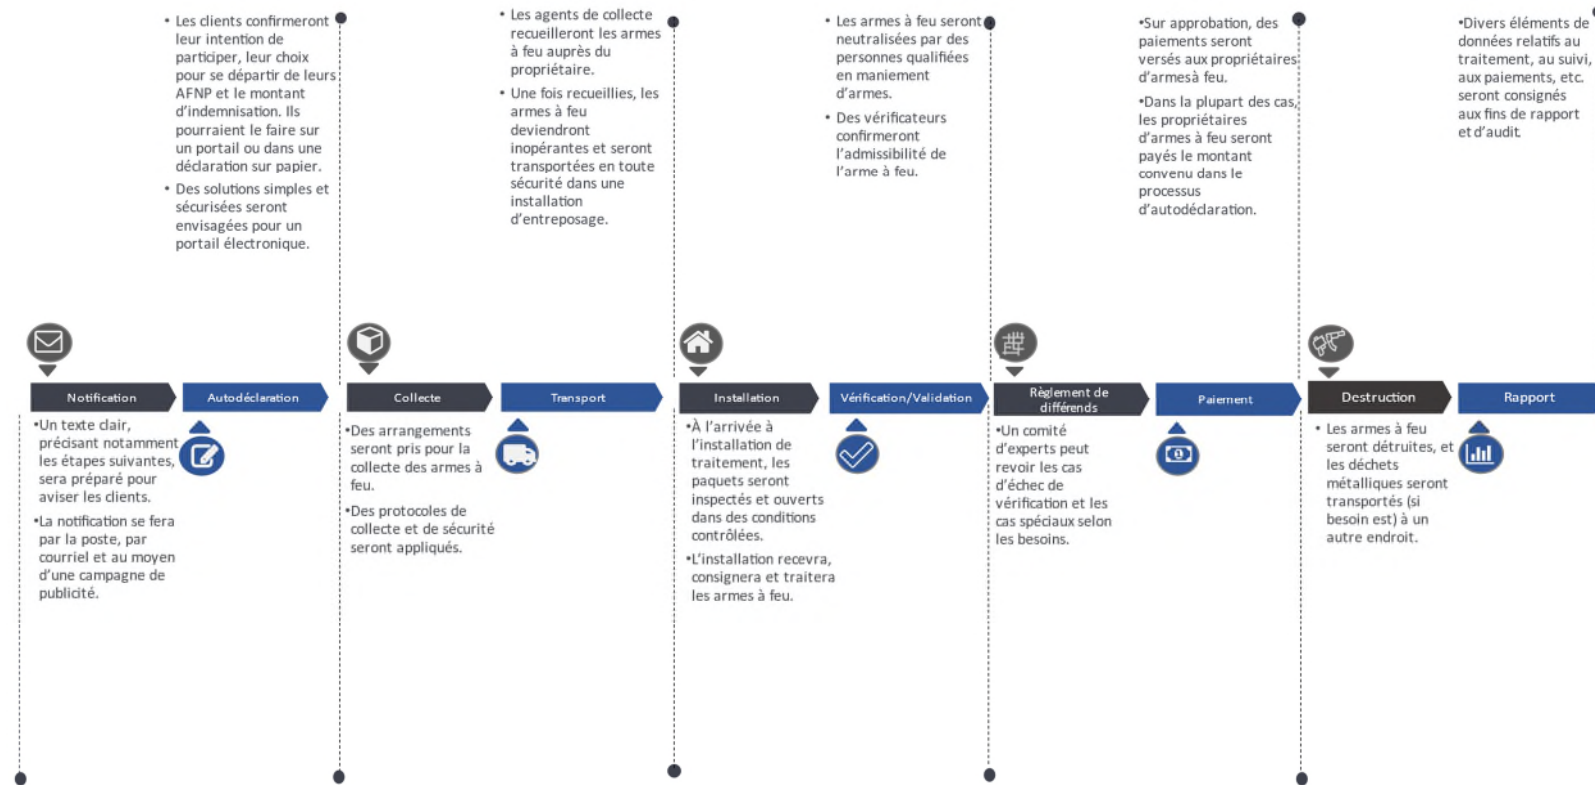 • Les clients confirmeront
leur intention de
participer, leur choix
pour se départir de leurs
AFNP et le montant
d'indemnisation. Ils
pourraient le faire sur
un portail ou dans une
déclaration sur papier.
• Des solutions simples et
sécurisées seront
envisagées pour un
portail électronique.
• Les agents de collecte
recueilleront les armes
à feu auprès du
propriétaire.
• Une fois recueillies, les
armes à feu
deviendront
inopérantes et seront
transportées en toute
sécurité dans une
installation
d'entreposage.
• Les armes à feu seront
neutralisées par des
personnes qualifiées
en maniement
d'armes.
• Des vérificateurs
confirmeront
l'admissibilité de
l'arme à feu.
•Sur approbation, des
paiements seront
versés aux propriétaires
d'armesà feu.
•Dans la plupart des cas,
les propriétaires
d'armes à feu seront
payés le montant
convenu dans le
processus
d'autodéclaration.
•Divers éléments de
données relatifs au
traitement, au suivi,
aux paiements, etc.
seront consignés
aux fins de rapport
et d'audit.
Notification
Autodéclaration
Collecte
Transport
Installation
Vérification/Validation
Règlement de
différends
Paiement
Destruction
Rapport
•Un texte clair,
précisant notamment
les étapes suivantes,
sera préparé pour
aviser les clients.
•La notification se fera
par la poste, par
courriel et au moyen
d'une campagne de
publicité.
•Des arrangements
seront pris pour la
collecte des armes à
feu.
•Des protocoles de
collecte et de sécurité
seront appliqués.
•À l'arrivée à
l'installation de
traitement, les
paquets seront
inspectés et ouverts
dans des conditions
contrôlées.
•L'installation recevra,
consignera et traitera
les armes à feu.
•Un comité
d'experts peut
revoir les cas
d'échec de
vérification et les
cas spéciaux selon
les besoins.
• Les armes à feu
seront détruites, et
les déchets
métalliques seront
transportés (si
besoin est) à un
autre endroit.